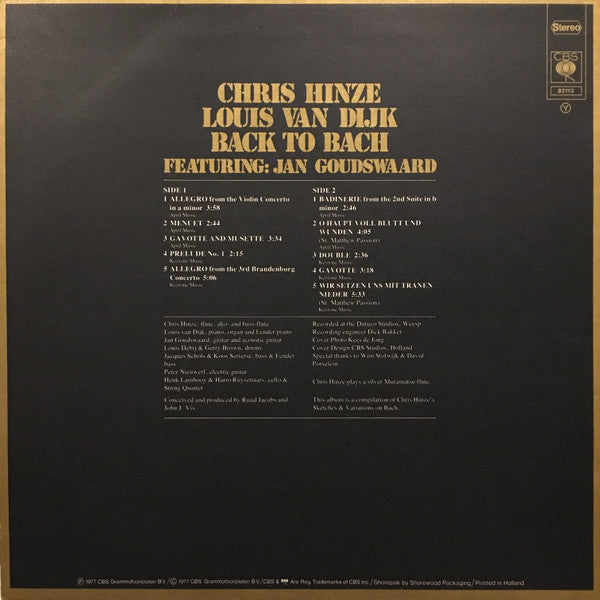 Stereo
CBS
82113
Y
CHRIS HINZE
LOUIS VAN DIJK
BACK TO BACH
FEATURING: JAN GOUDSWAARD
SIDE 1
1 ALLEGRO from the Violin Concerto
in a minor 3:58
April Music
2 MENUET 2:44
April Music
3 GAVOTTE AND MUSETTE 3:34
April Music
4 PRELUDE No. 1 2:15
Keytone Music
5 ALLEGRO from the 3rd Brandenburg
Concerto 5:06
Keytone Music
SIDE 2
1 BADINERIE from the 2nd Suite in b
minor 2:46
April Music
2 O HAUPT VOLL BLUTT UND
WUNDEN 4:05
(St. Matthew Passion)
April Music
3 DOUBLE 2:36
Keytone Music
4 GAVOTTE 3:18
Keytone Music
5 WIR SETZEN UNS MIT TRANEN
NIEDER 5:33
(St. Matthew Passion)
Keytone Music
Chris Hinze, flute, alto- and bass-flute
Louis van Dijk, piano, organ and Fender piano
Jan Goudswaard, guitar and acoustic guitar
Louis Debij & Gerry Brown, drums
Jacques Schols & Koos Serierse, bass & Fender
bass
Peter Nieuwerf, electric guitar
Henk Lambooy & Hanno Ruysenaars, cello &
String Quartet
Conceived and produced by Ruud Jacobs and
John J. Vis.
Recorded at the Dureco Studios, Weesp
Recording engineer Dick Bakker
Cover Photo Kees de Jong
Cover Design CBS Studios, Holland
Special thanks to Wim Stolwijk & David
Porcelein
Chris Hinze plays a silver Muramatsu flute.
This album is a compilation of Chris Hinze's
Sketches & Variations on Bach.
Ⓟ 1977 CBS Grammofoonplaten B.V./Ⓒ 1977 CBS Grammofoonplaten B.V./CBS & Are Reg. Trademarks of CBS Inc./Shorepak by Shorewood Packaging/Printed in Holland